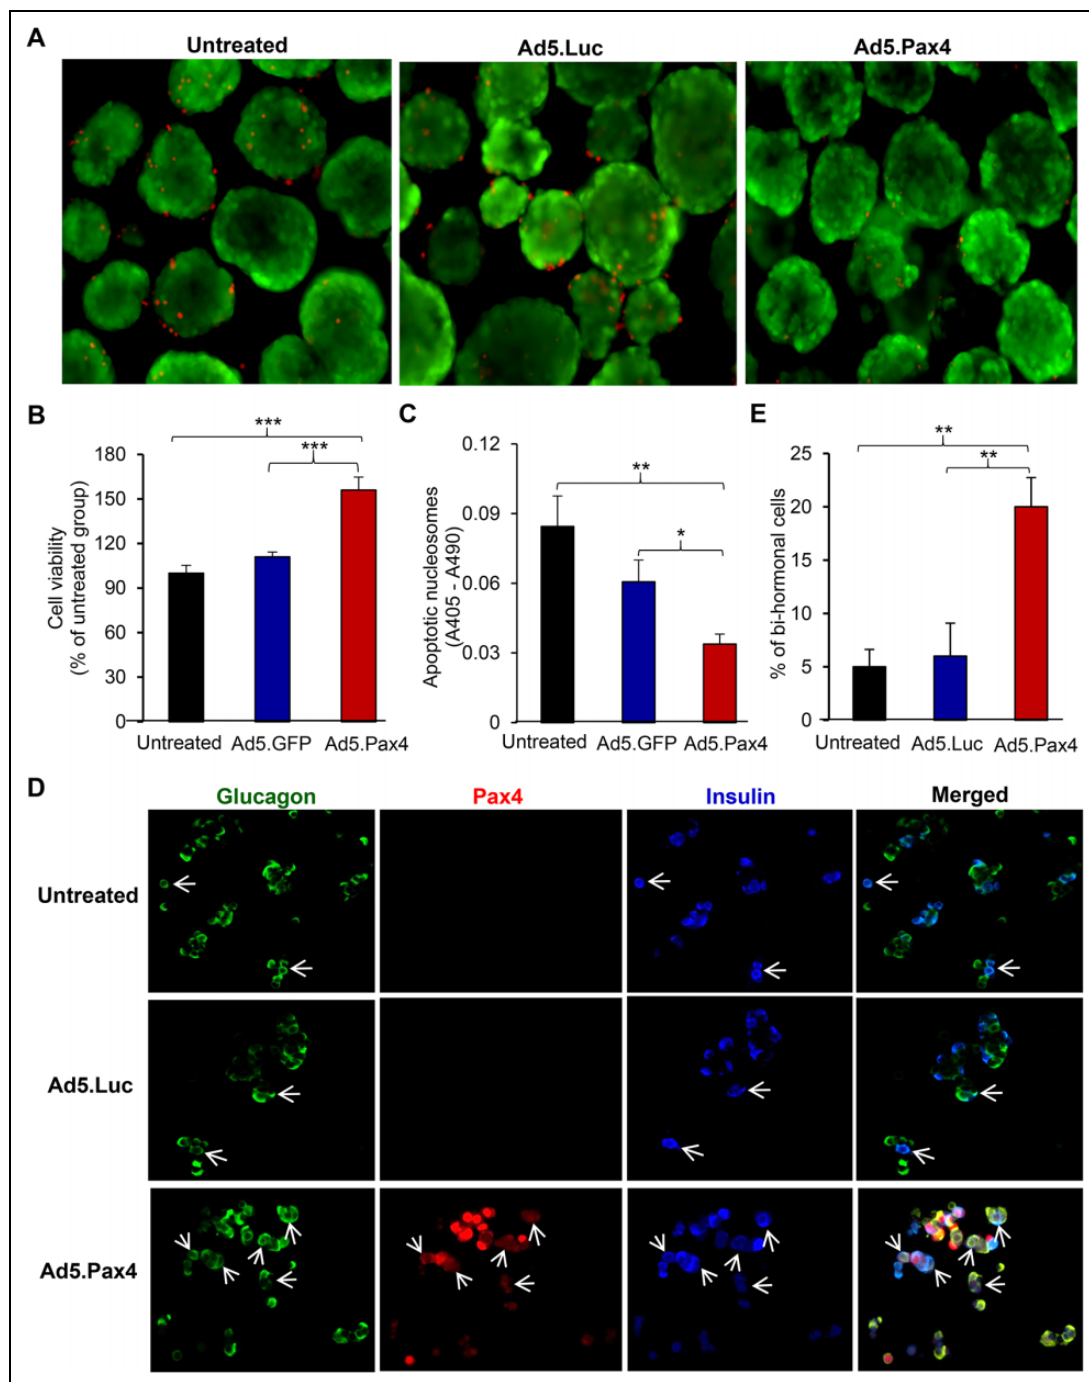 A
Untreated
Ad5.Luc
Ad5.Pax4
B
Cell viability
(% of untreated group)
180
150
120
90
60
30
0
***
***
Untreated
Ad5.GFP
Ad5.Pax4
C
Apoptotic nucleosomes
(A405 - A490)
0.12
0.09
0.06
0.03
0
**
*
Untreated
Ad5.GFP
Ad5.Pax4
E
% of bi-hormonal cells
25
20
15
10
5
0
**
**
Untreated
Ad5.Luc
Ad5.Pax4
D
Glucagon
Pax4
Insulin
Merged
Untreated
Ad5.Luc
Ad5.Pax4